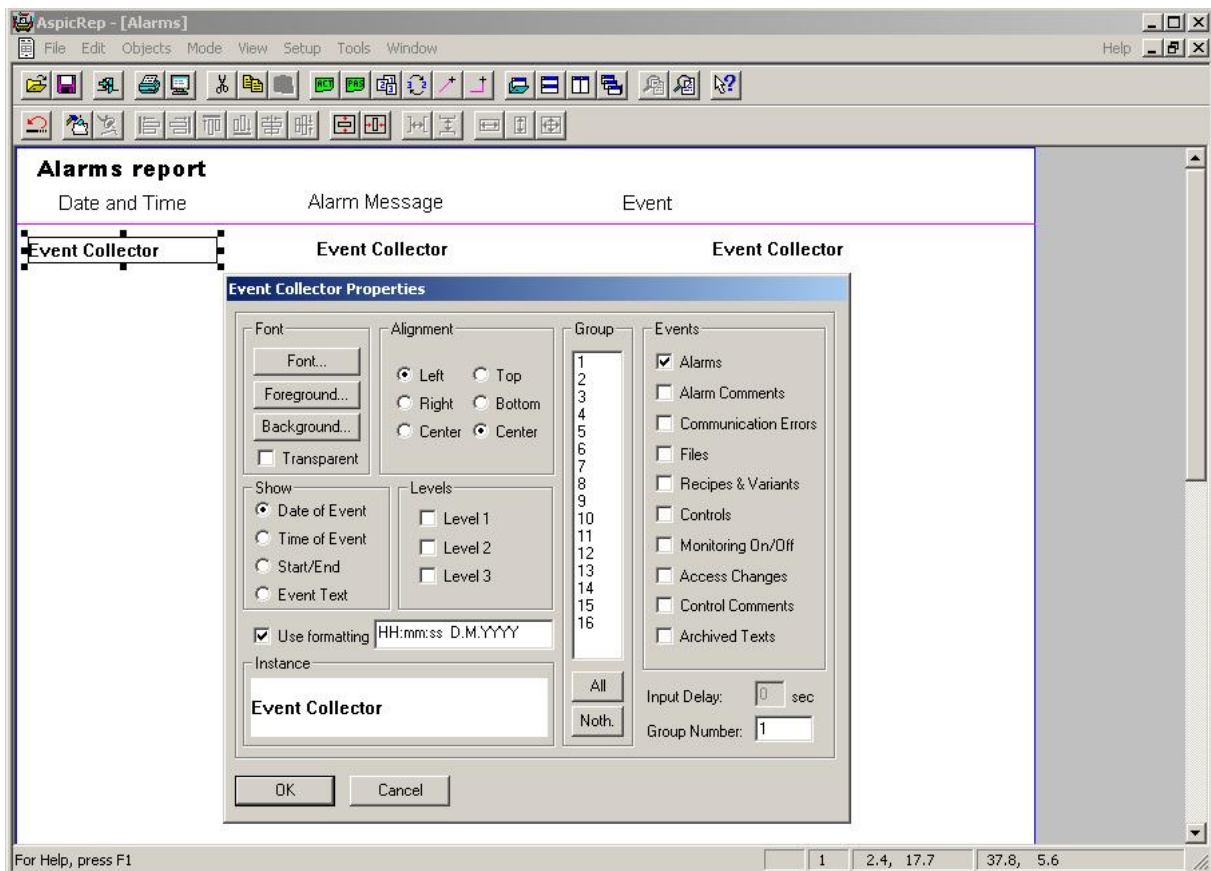 AspicRep - [Alarms]
File Edit Objects Mode View Setup Tools Window Help
ACT PAS
Alarms report
Date and Time Alarm Message Event
Event Collector Event Collector Event Collector
Event Collector Properties
Font
Font...
Foreground...
Background...
Transparent
Alignment
Left Top
Right Bottom
Center Center
Show
Date of Event
Time of Event
Start/End
Event Text
Levels
Level 1
Level 2
Level 3
Use formatting HH:mm:ss D.M.YYYY
Instance
Event Collector
Group
1
2
3
4
5
6
7
8
9
10
11
12
13
14
15
16
All
Noth.
Events
Alarms
Alarm Comments
Communication Errors
Files
Recipes & Variants
Controls
Monitoring On/Off
Access Changes
Control Comments
Archived Texts
Input Delay: 0 sec
Group Number: 1
OK Cancel
For Help, press F1 1 2.4, 17.7 37.8, 5.6